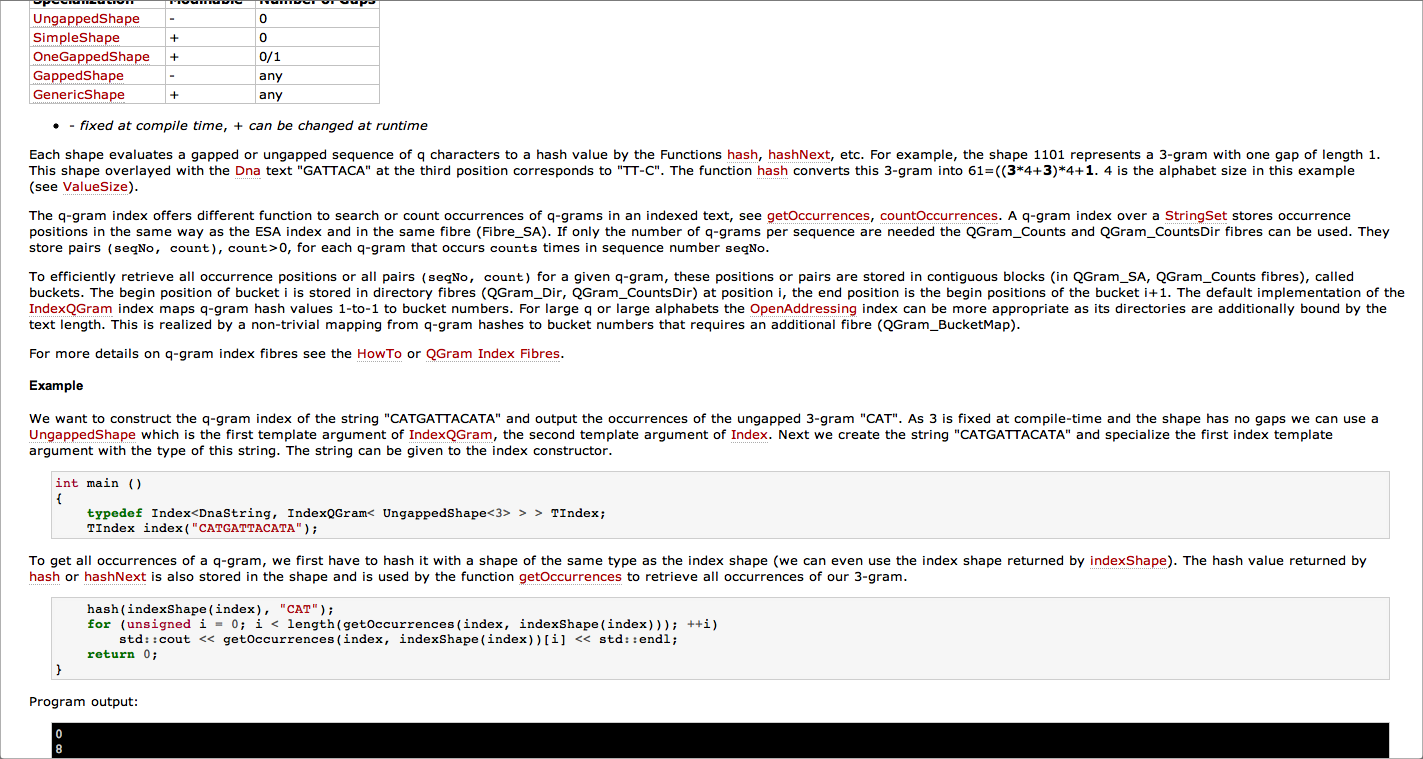 Specialization Modifiable Number of Gaps
UngappedShape - 0
SimpleShape + 0
OneGappedShape + 0/1
GappedShape - any
GenericShape + any
• - fixed at compile time, + can be changed at runtime
Each shape evaluates a gapped or ungapped sequence of q characters to a hash value by the Functions hash, hashNext, etc. For example, the shape 1101 represents a 3-gram with one gap of length 1.
This shape overlayed with the Dna text "GATTACA" at the third position corresponds to "TT-C". The function hash converts this 3-gram into 61=((3*4+3)*4+1. 4 is the alphabet size in this example
(see ValueSize).
The q-gram index offers different function to search or count occurrences of q-grams in an indexed text, see getOccurrences, countOccurrences. A q-gram index over a StringSet stores occurrence
positions in the same way as the ESA index and in the same fibre (Fibre_SA). If only the number of q-grams per sequence are needed the QGram_Counts and QGram_CountsDir fibres can be used. They
store pairs (seqNo, count), count>0, for each q-gram that occurs counts times in sequence number seqNo.
To efficiently retrieve all occurrence positions or all pairs (seqNo, count) for a given q-gram, these positions or pairs are stored in contiguous blocks (in QGram_SA, QGram_Counts fibres), called
buckets. The begin position of bucket i is stored in directory fibres (QGram_Dir, QGram_CountsDir) at position i, the end position is the begin positions of the bucket i+1. The default implementation of the
IndexQGram index maps q-gram hash values 1-to-1 to bucket numbers. For large q or large alphabets the OpenAddressing index can be more appropriate as its directories are additionally bound by the
text length. This is realized by a non-trivial mapping from q-gram hashes to bucket numbers that requires an additional fibre (QGram_BucketMap).
For more details on q-gram index fibres see the HowTo or QGram Index Fibres.
Example
We want to construct the q-gram index of the string "CATGATTACATA" and output the occurrences of the ungapped 3-gram "CAT". As 3 is fixed at compile-time and the shape has no gaps we can use a
UngappedShape which is the first template argument of IndexQGram, the second template argument of Index. Next we create the string "CATGATTACATA" and specialize the first index template
argument with the type of this string. The string can be given to the index constructor.
int main ()
{
    typedef Index<DnaString, IndexQGram< UngappedShape<3> > > TIndex;
    TIndex index("CATGATTACATA");
To get all occurrences of a q-gram, we first have to hash it with a shape of the same type as the index shape (we can even use the index shape returned by indexShape). The hash value returned by
hash or hashNext is also stored in the shape and is used by the function getOccurrences to retrieve all occurrences of our 3-gram.
    hash(indexShape(index), "CAT");
    for (unsigned i = 0; i < length(getOccurrences(index, indexShape(index))); ++i)
        std::cout << getOccurrences(index, indexShape(index))[i] << std::endl;
    return 0;
}
Program output:
0
8